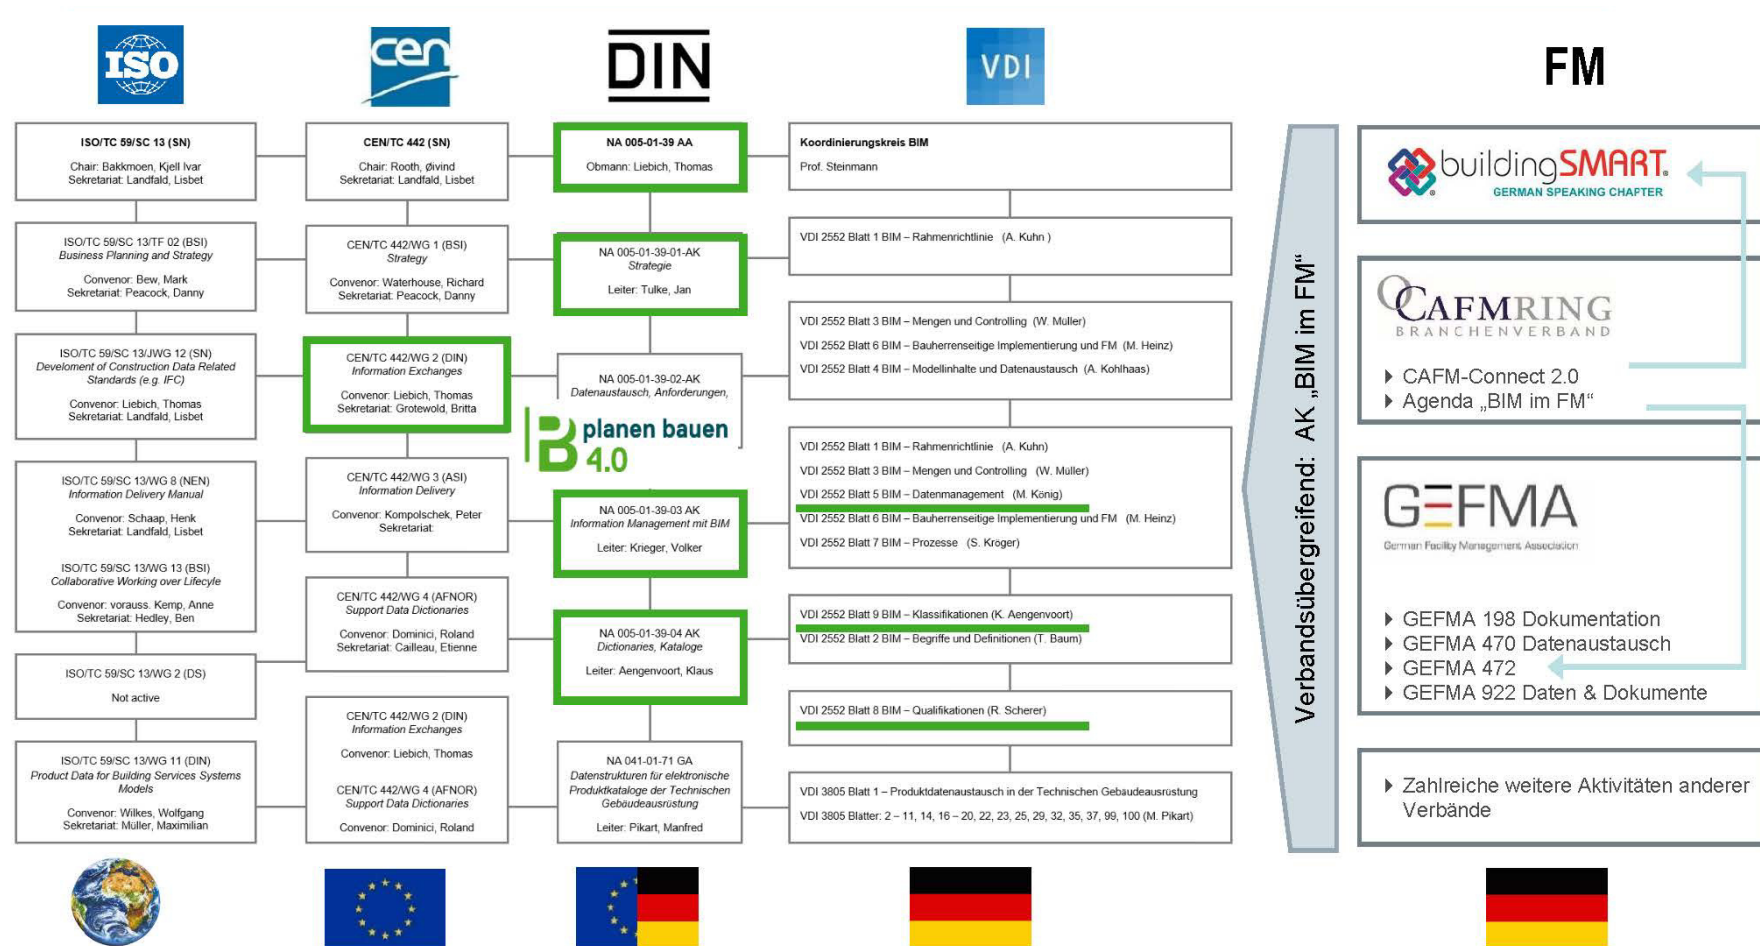 ISO
cen
DIN
VDI
FM
ISO/TC 59/SC 13 (SN)
Chair: Bakkmoen, Kjell Ivar
Sekretariat: Landfald, Lisbet
ISO/TC 59/SC 13/TF 02 (BSI)
Business Planning and Strategy
Convenor: Bew, Mark
Sekretariat: Peacock, Danny
ISO/TC 59/SC 13/JWG 12 (SN)
Develoment of Construction Data Related
Standards (e.g. IFC)
Convenor: Liebich, Thomas
Sekretariat: Landfald, Lisbet
ISO/TC 59/SC 13/WG 8 (NEN)
Information Delivery Manual
Convenor: Schaap, Henk
Sekretariat: Landfald, Lisbet
ISO/TC 59/SC 13/WG 13 (BSI)
Collaborative Working over Lifecyle
Convenor: vorauss. Kemp, Anne
Sekretariat: Hedley, Ben
ISO/TC 59/SC 13/WG 2 (DS)
Not active
ISO/TC 59/SC 13/WG 11 (DIN)
Product Data for Building Services Systems
Models
Convenor: Wilkes, Wolfgang
Sekretariat: Müller, Maximilian
CEN/TC 442 (SN)
Chair: Rooth, Øivind
Sekretariat: Landfald, Lisbet
CEN/TC 442/WG 1 (BSI)
Strategy
Convenor: Waterhouse, Richard
Sekretariat: Peacock, Danny
CEN/TC 442/WG 2 (DIN)
Information Exchanges
Convenor: Liebich, Thomas
Sekretariat: Grotewold, Britta
CEN/TC 442/WG 3 (ASI)
Information Delivery
Convenor: Kompolschek, Peter
Sekretariat:
CEN/TC 442/WG 4 (AFNOR)
Support Data Dictionaries
Convenor: Dominici, Roland
Sekretariat: Cailleau, Etienne
CEN/TC 442/WG 2 (DIN)
Information Exchanges
Convenor: Liebich, Thomas
CEN/TC 442/WG 4 (AFNOR)
Support Data Dictionaries
Convenor: Dominici, Roland
NA 005-01-39 AA
Obmann: Liebich, Thomas
NA 005-01-39-01-AK
Strategie
Leiter: Tulke, Jan
NA 005-01-39-02-AK
Datenaustausch, Anforderungen,
planen bauen
4.0
NA 005-01-39-03 AK
Information Management mit BIM
Leiter: Krieger, Volker
NA 005-01-39-04 AK
Dictionaries, Kataloge
Leiter: Aengenvoort, Klaus
NA 041-01-71 GA
Datenstrukturen für elektronische
Produktkataloge der Technischen
Gebäudeausrüstung
Leiter: Pikart, Manfred
Koordinierungskreis BIM
Prof. Steinmann
VDI 2552 Blatt 1 BIM – Rahmenrichtlinie (A. Kuhn )
VDI 2552 Blatt 3 BIM – Mengen und Controlling (W. Müller)
VDI 2552 Blatt 6 BIM – Bauherrenseitige Implementierung und FM (M. Heinz)
VDI 2552 Blatt 4 BIM – Modellinhalte und Datenaustausch (A. Kohlhaas)
VDI 2552 Blatt 1 BIM – Rahmenrichtlinie (A. Kuhn)
VDI 2552 Blatt 3 BIM – Mengen und Controlling (W. Müller)
VDI 2552 Blatt 5 BIM – Datenmanagement (M. König)
VDI 2552 Blatt 6 BIM – Bauherrenseitige Implementierung und FM (M. Heinz)
VDI 2552 Blatt 7 BIM – Prozesse (S. Kröger)
VDI 2552 Blatt 9 BIM – Klassifikationen (K. Aengenvoort)
VDI 2552 Blatt 2 BIM – Begriffe und Definitionen (T. Baum)
VDI 2552 Blatt 8 BIM – Qualifikationen (R. Scherer)
VDI 3805 Blatt 1 – Produktdatenaustausch in der Technischen Gebaudeausrüstung
VDI 3805 Blatter: 2 – 11, 14, 16 – 20, 22, 23, 25, 29, 32, 35, 37, 99, 100 (M. Pikart)
Verbandsübergreifend: AK „BIM im FM“
buildingSMART®
GERMAN SPEAKING CHAPTER
CAFMRING
BRANCHENVERBAND
CAFM-Connect 2.0
Agenda „BIM im FM“
GEFMA
German Facility Management Association
GEFMA 198 Dokumentation
GEFMA 470 Datenaustausch
GEFMA 472
GEFMA 922 Daten & Dokumente
Zahlreiche weitere Aktivitäten anderer
Verbände